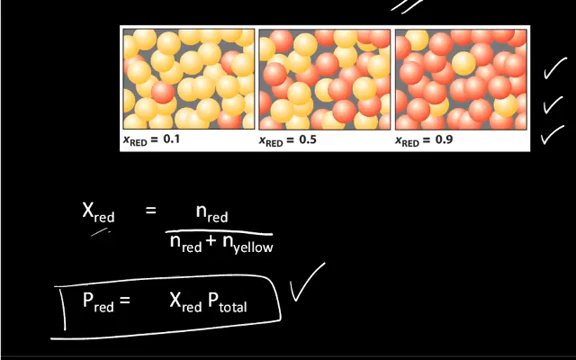 xRED = 0.1 xRED = 0.5 xRED = 0.9
Xred = nred
nred + nyellow
Pred = Xred Ptotal